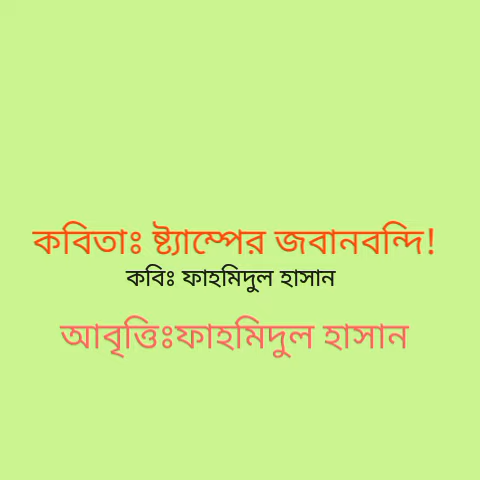 কবিতাঃ ষ্ট্যাম্পের জবানবন্দি!
কবিঃ ফাহমিদুল হাসান
আবৃত্তিঃফাহমিদুল হাসান